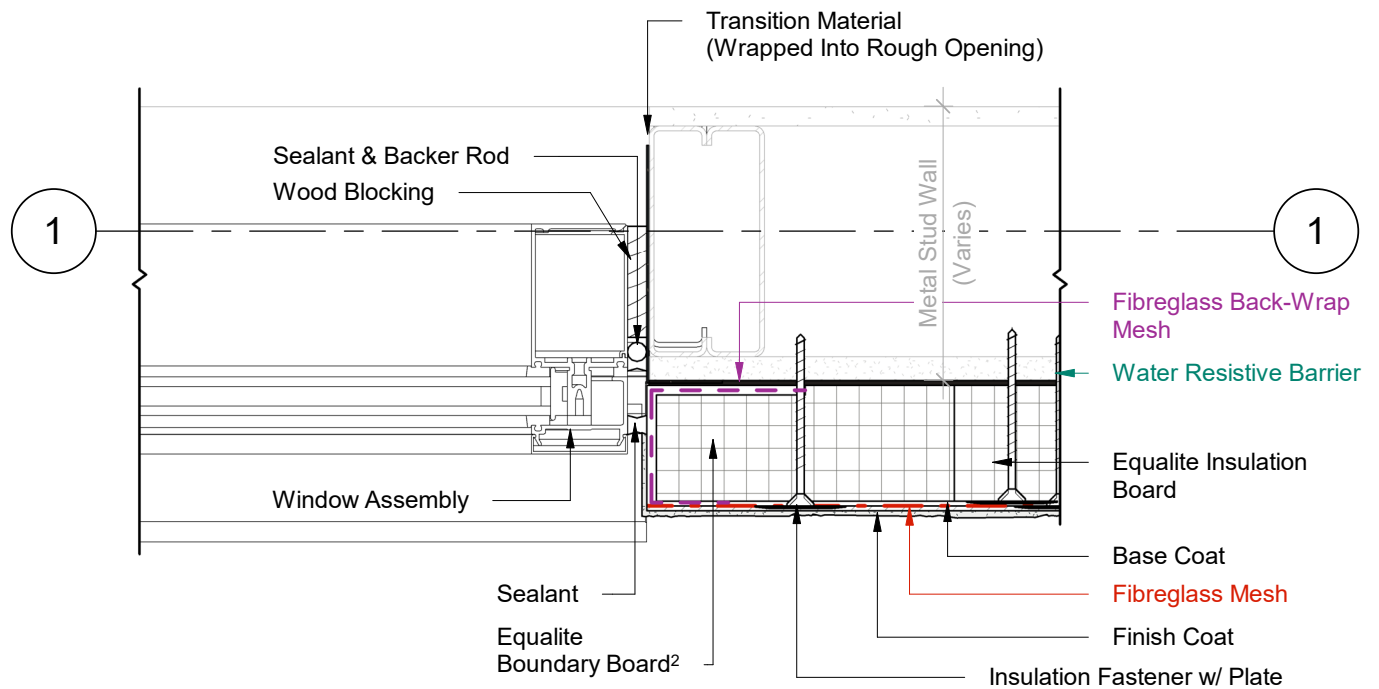 Transition Material
(Wrapped Into Rough Opening)
Sealant & Backer Rod
Wood Blocking
1
1
Metal Stud Wall
(Varies)
Fibreglass Back-Wrap
Mesh
Water Resistive Barrier
Equalite Insulation
Board
Window Assembly
Base Coat
Sealant
Fibreglass Mesh
Equalite
Boundary Board²
Finish Coat
Insulation Fastener w/ Plate